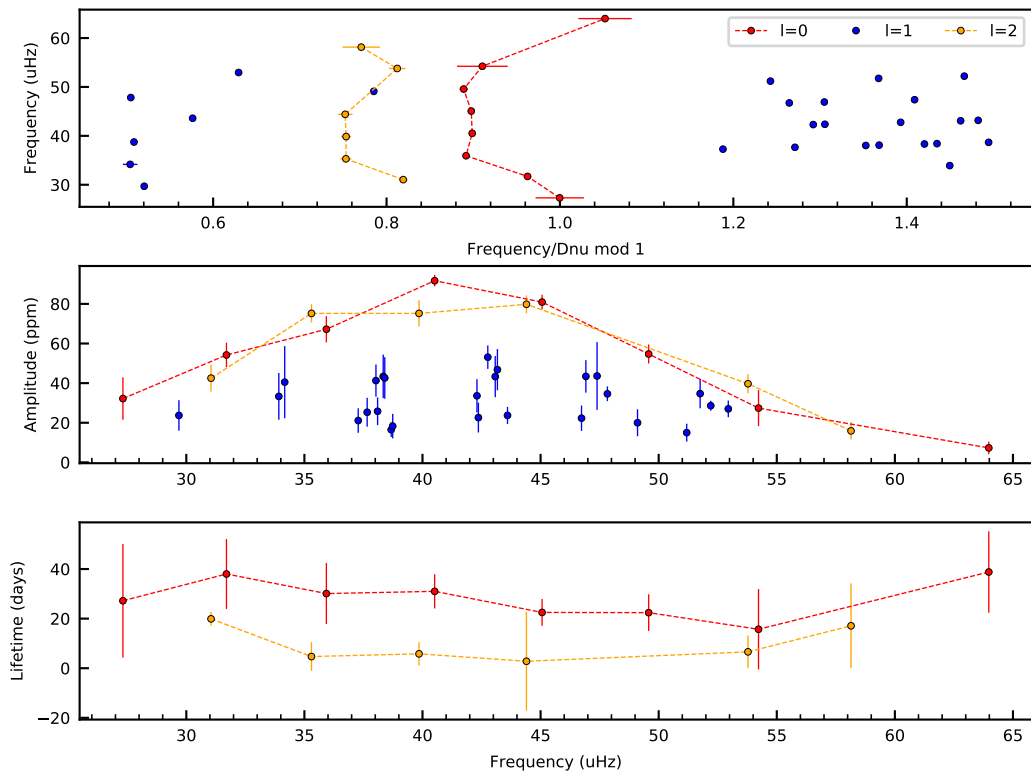 l=0 l=1 l=2
Frequency (uHz)
60
50
40
30
0.6 0.8 1.0 1.2 1.4
Frequency/Dnu mod 1
Amplitude (ppm)
80
60
40
20
0
30 35 40 45 50 55 60 65
Lifetime (days)
40
20
0
−20
30 35 40 45 50 55 60 65
Frequency (uHz)